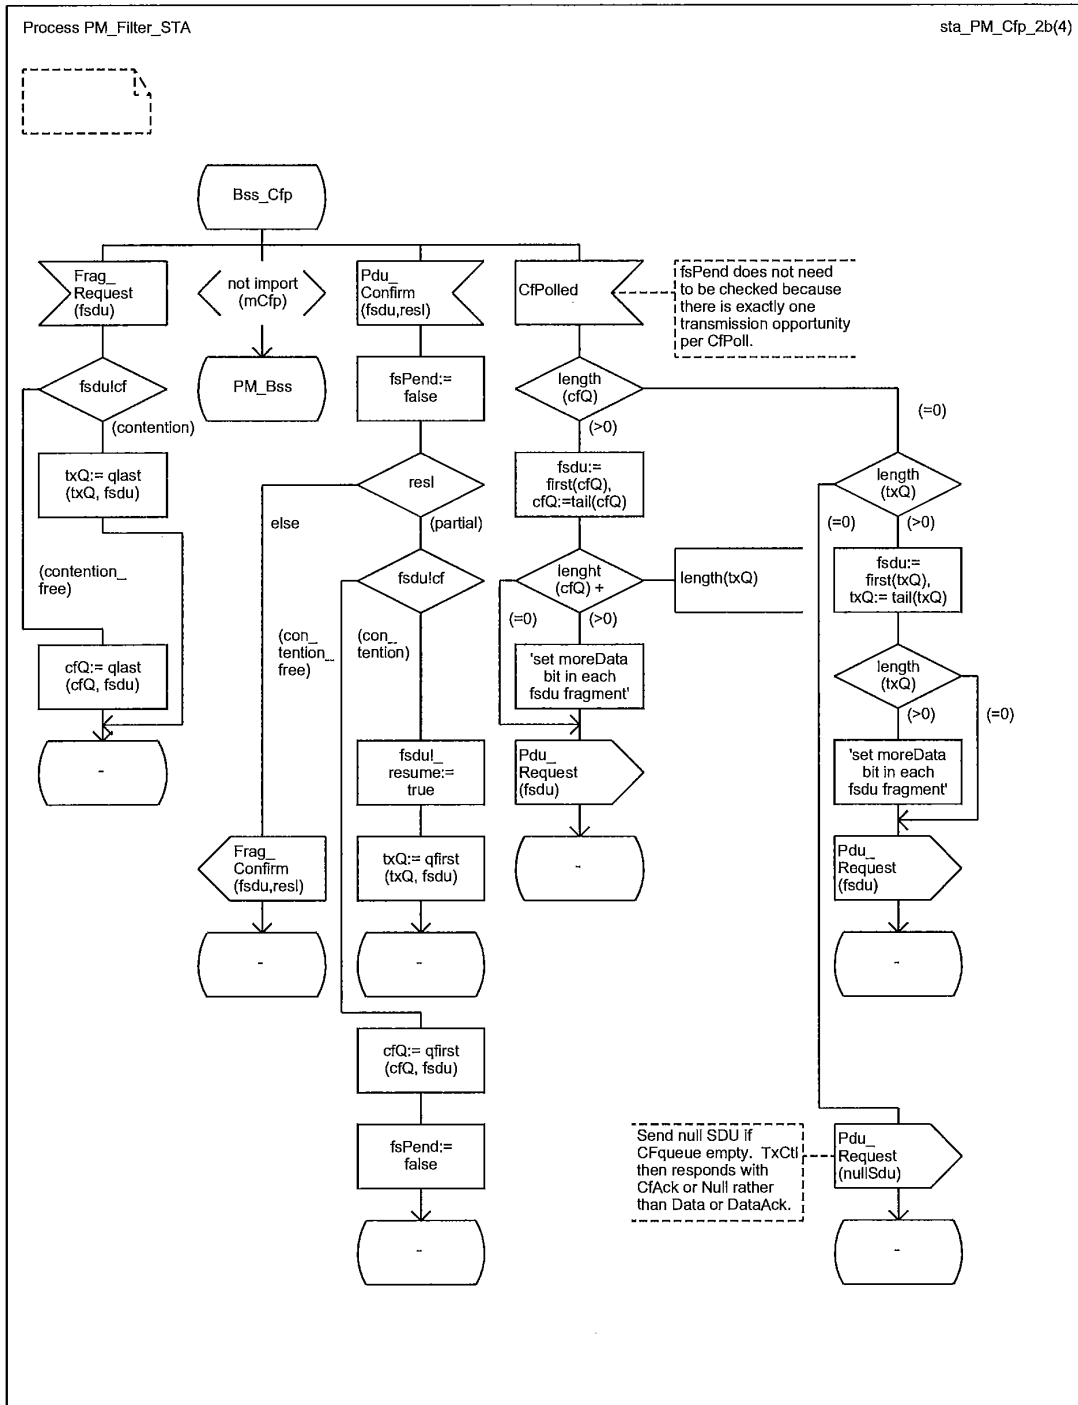 Process PM_Filter_STA
sta_PM_Cfp_2b(4)
Bss_Cfp
Frag_
Request
(fsdu)
not import
(mCfp)
Pdu_
Confirm
(fsdu,resl)
CfPolled
fsPend does not need
to be checked because
there is exactly one
transmission opportunity
per CfPoll.
fsdu!cf
(contention)
PM_Bss
fsPend:=
false
length
(cfQ)
(=0)
(>0)
txQ:= qlast
(txQ, fsdu)
resl
else
(partial)
fsdu:=
first(cfQ),
cfQ:=tail(cfQ)
length
(txQ)
(=0)
(>0)
(contention_
free)
fsdu!cf
(con_
tention_
free)
(con_
tention)
lenght
(cfQ) +
length(txQ)
(=0)
(>0)
fsdu:=
first(txQ),
txQ:= tail(txQ)
cfQ:= qlast
(cfQ, fsdu)
'set moreData
bit in each
fsdu fragment'
length
(txQ)
(>0)
(=0)
-
fsdu!_
resume:=
true
Pdu_
Request
(fsdu)
'set moreData
bit in each
fsdu fragment'
Frag_
Confirm
(fsdu,resl)
txQ:= qfirst
(txQ, fsdu)
-
Pdu_
Request
(fsdu)
-
-
-
cfQ:= qfirst
(cfQ, fsdu)
fsPend:=
false
Send null SDU if
CFqueue empty. TxCtl
then responds with
CfAck or Null rather
than Data or DataAck.
Pdu_
Request
(nullSdu)
-
-